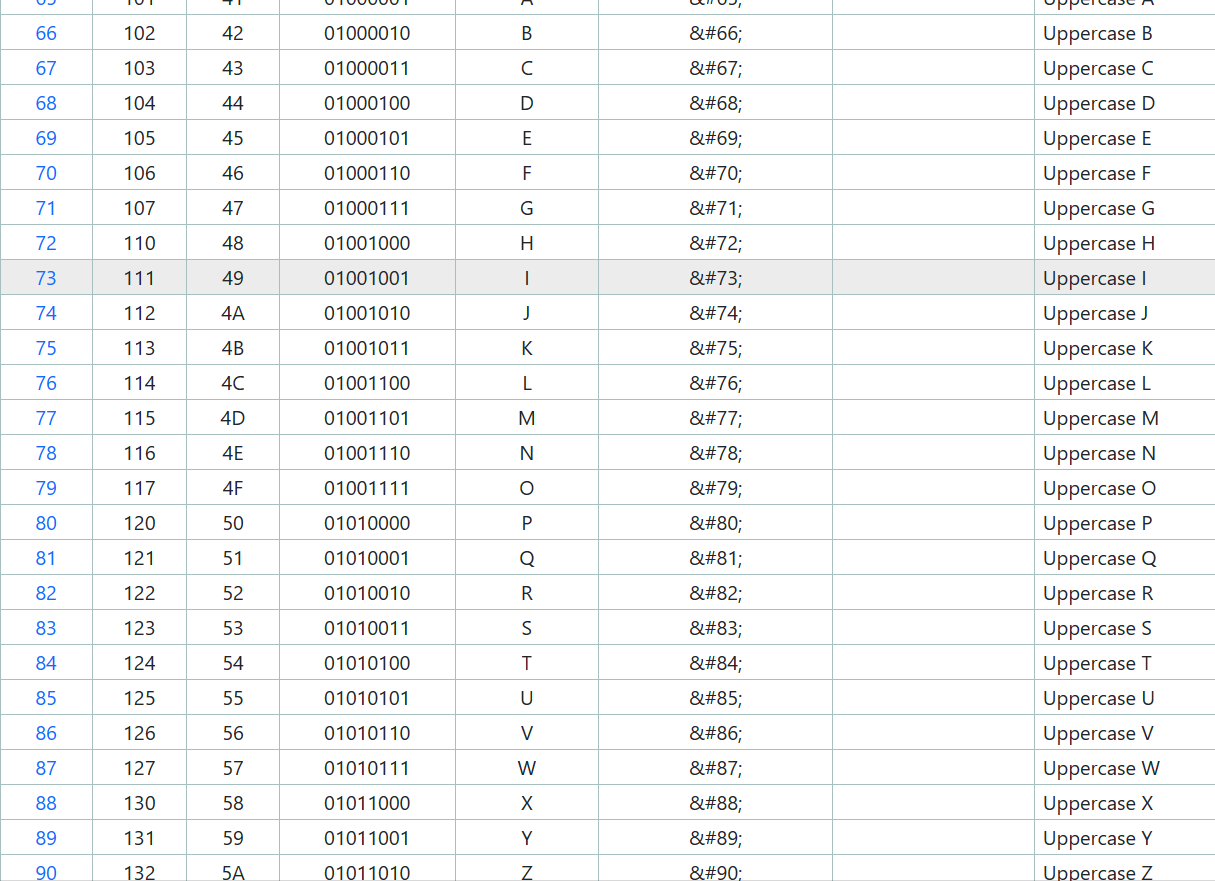 65 101 41 01000001 A &#65; Uppercase A
66 102 42 01000010 B &#66; Uppercase B
67 103 43 01000011 C &#67; Uppercase C
68 104 44 01000100 D &#68; Uppercase D
69 105 45 01000101 E &#69; Uppercase E
70 106 46 01000110 F &#70; Uppercase F
71 107 47 01000111 G &#71; Uppercase G
72 110 48 01001000 H &#72; Uppercase H
73 111 49 01001001 I &#73; Uppercase I
74 112 4A 01001010 J &#74; Uppercase J
75 113 4B 01001011 K &#75; Uppercase K
76 114 4C 01001100 L &#76; Uppercase L
77 115 4D 01001101 M &#77; Uppercase M
78 116 4E 01001110 N &#78; Uppercase N
79 117 4F 01001111 O &#79; Uppercase O
80 120 50 01010000 P &#80; Uppercase P
81 121 51 01010001 Q &#81; Uppercase Q
82 122 52 01010010 R &#82; Uppercase R
83 123 53 01010011 S &#83; Uppercase S
84 124 54 01010100 T &#84; Uppercase T
85 125 55 01010101 U &#85; Uppercase U
86 126 56 01010110 V &#86; Uppercase V
87 127 57 01010111 W &#87; Uppercase W
88 130 58 01011000 X &#88; Uppercase X
89 131 59 01011001 Y &#89; Uppercase Y
90 132 5A 01011010 Z &#90; Uppercase Z